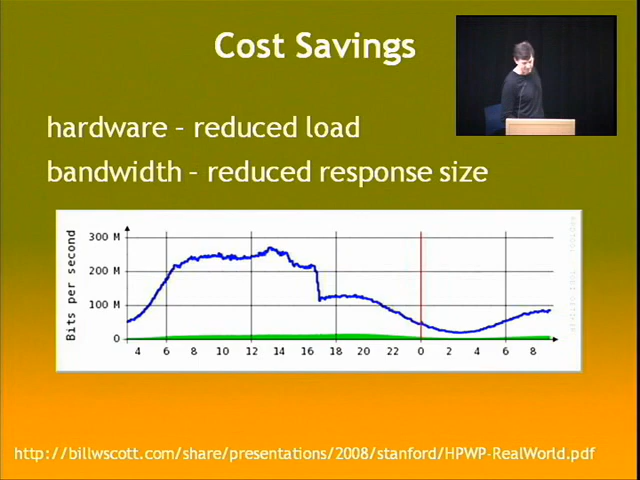 Cost Savings
hardware – reduced load
bandwidth – reduced response size
Bits per second
300 M
200 M
100 M
0
4 6 8 10 12 14 16 18 20 22 0 2 4 6 8
http://billwscott.com/share/presentations/2008/stanford/HPWP-RealWorld.pdf